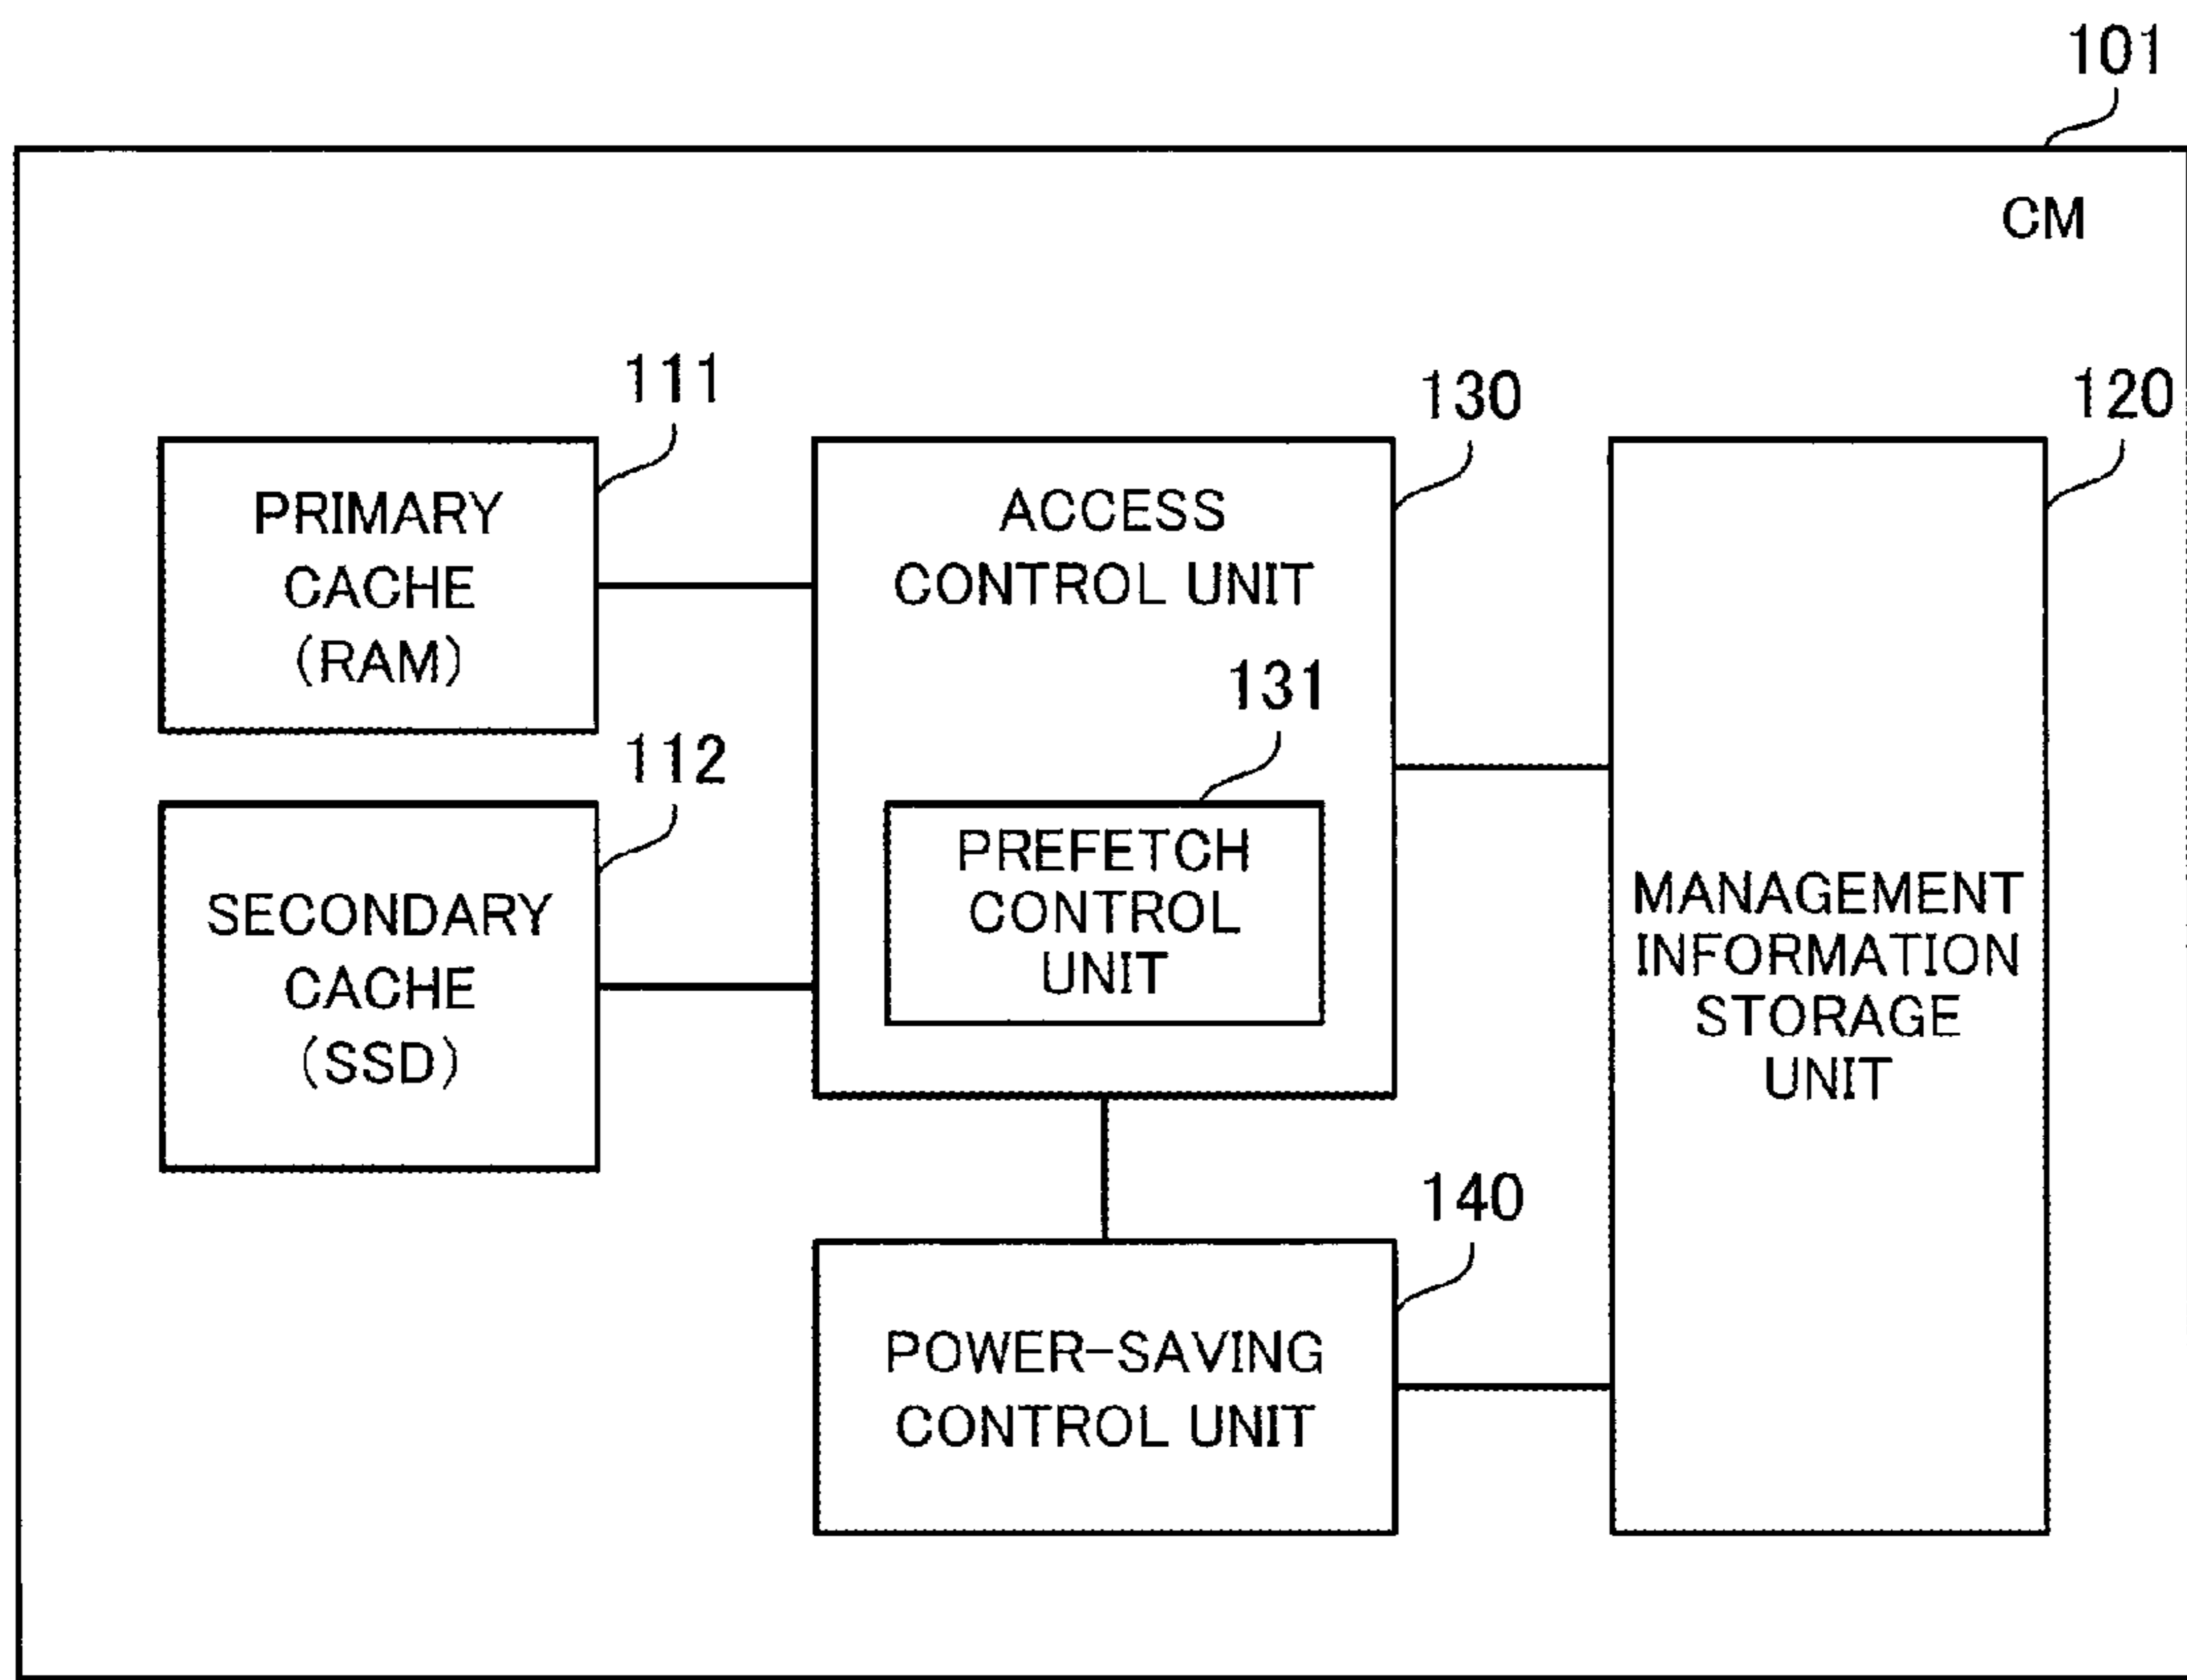 101
CM
111
130
120
PRIMARY
CACHE
(RAM)
ACCESS
CONTROL UNIT
131
112
PREFETCH
CONTROL
UNIT
SECONDARY
CACHE
(SSD)
MANAGEMENT
INFORMATION
STORAGE
UNIT
140
POWER-SAVING
CONTROL UNIT